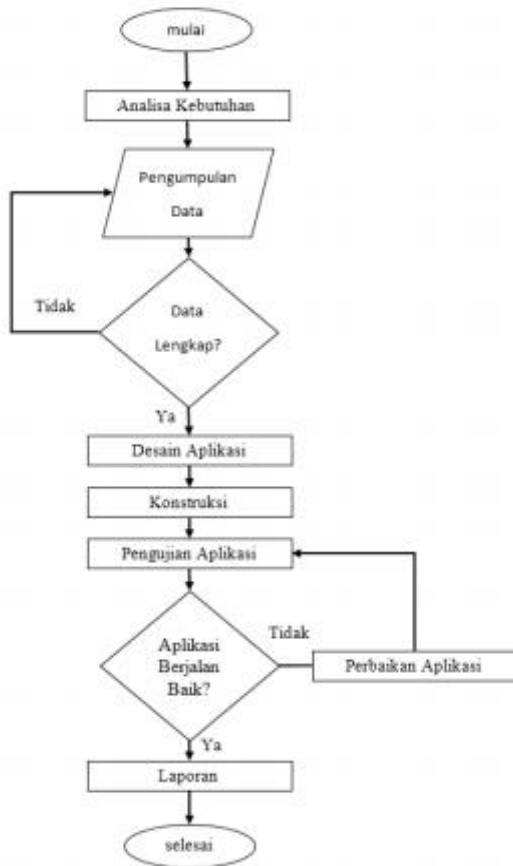 mulai
Analisa Kebutuhan
Pengumpulan
Data
Tidak
Data
Lengkap?
Ya
Desain Aplikasi
Konstruksi
Pengujian Aplikasi
Tidak
Aplikasi
Berjalan
Baik?
Perbaikan Aplikasi
Ya
Laporan
selesai